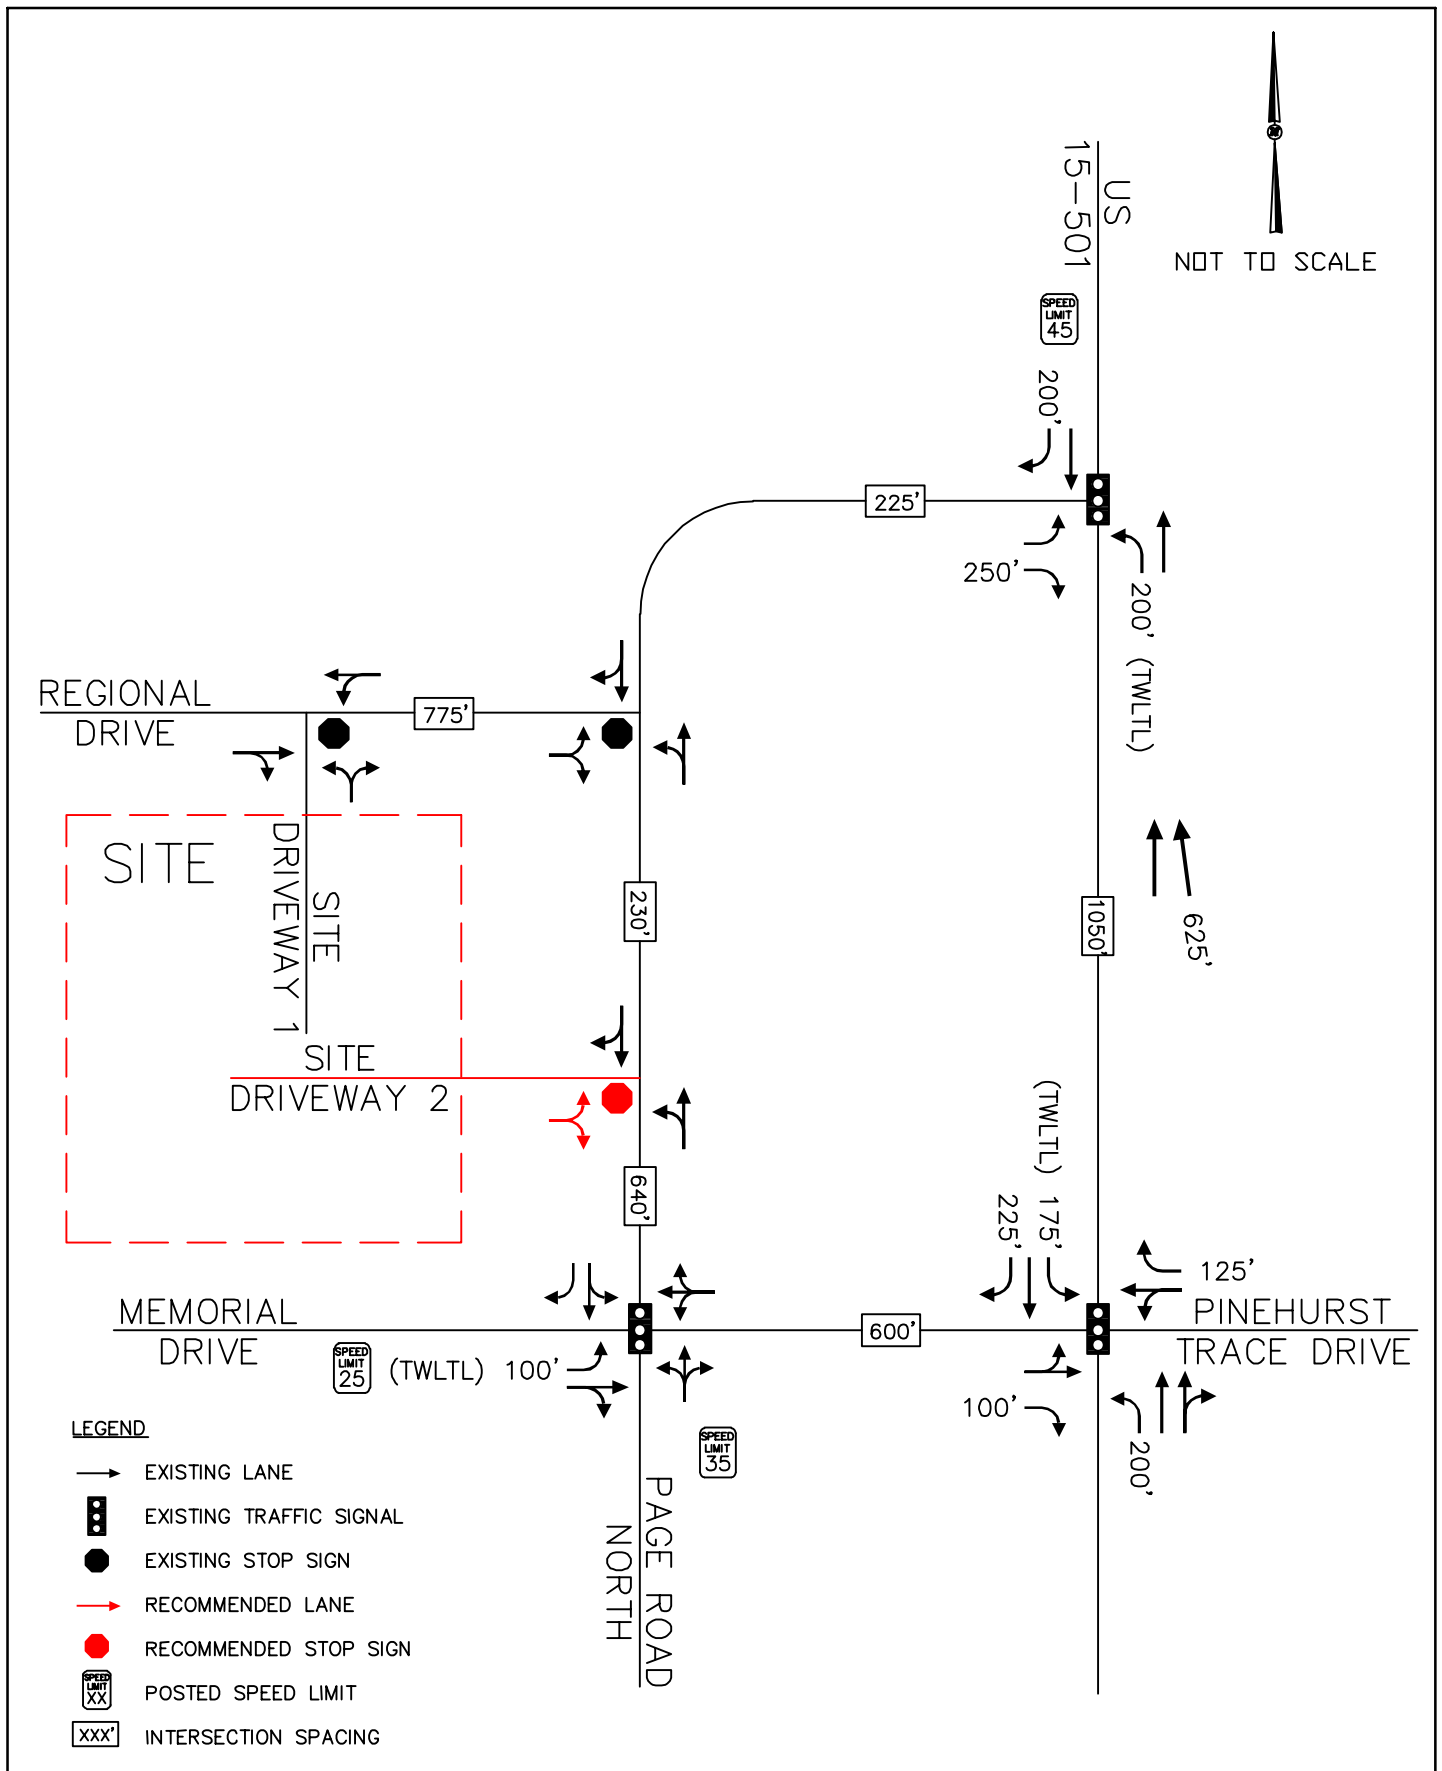 US
15-501
NOT TO SCALE
SPEED
LIMIT
45
200'
225'
250'
200' (TWLTL)
REGIONAL
DRIVE
775'
SITE
SITE
DRIVEWAY 1
230'
1050'
625'
SITE
DRIVEWAY 2
640'
(TWLTL) 175'
225'
125'
MEMORIAL
DRIVE
600'
PINEHURST
TRACE DRIVE
SPEED
LIMIT
25
(TWLTL) 100'
100'
200'
SPEED
LIMIT
35
PAGE ROAD
NORTH
LEGEND
EXISTING LANE
EXISTING TRAFFIC SIGNAL
EXISTING STOP SIGN
RECOMMENDED LANE
RECOMMENDED STOP SIGN
SPEED
LIMIT
XX
POSTED SPEED LIMIT
XXX'
INTERSECTION SPACING